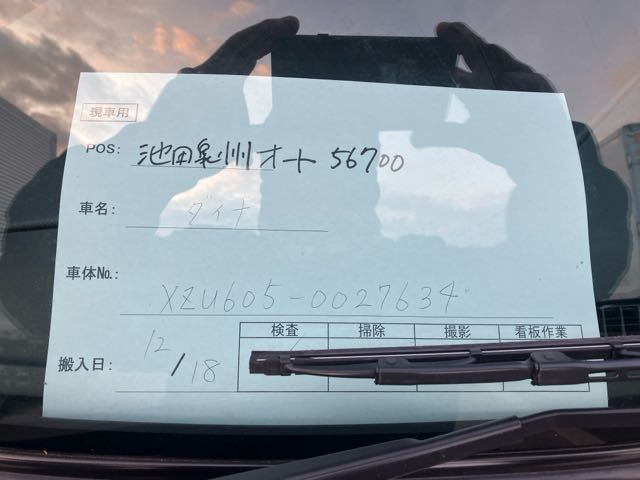 現車用
POS: 池田泉州オート 56700
車名: ダイナ
車体No.: XZU605-0027634
検査 掃除 撮影 看板作業
搬入日: 12/18